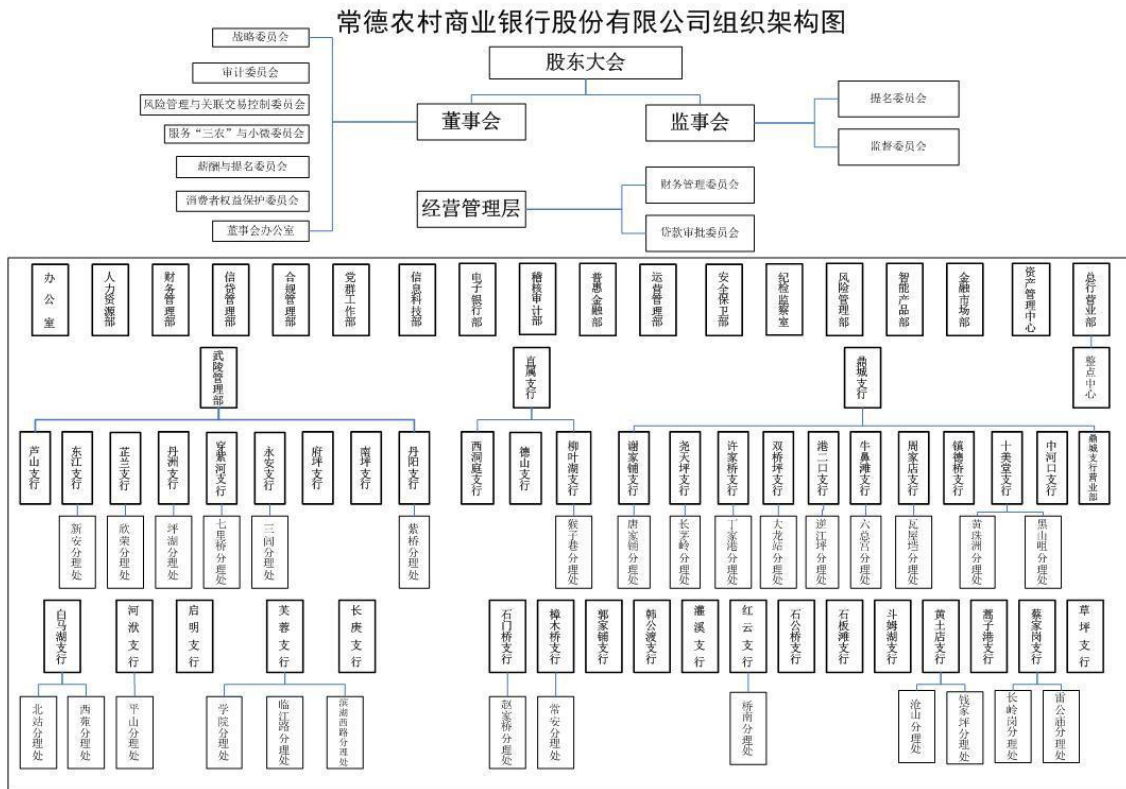 常德农村商业银行股份有限公司组织架构图
战略委员会
审计委员会
风险管理与关联交易控制委员会
服务“三农”与小微委员会
薪酬与提名委员会
消费者权益保护委员会
董事会办公室
股东大会
董事会
监事会
提名委员会
监督委员会
经营管理层
财务管理委员会
贷款审批委员会
办公室
人力资源部
财务管理部
信贷管理部
合规管理部
党群工作部
信息科技部
电子银行部
稽核审计部
普惠金融部
运营管理部
安全保卫部
纪检监察室
风险管理部
智能产品部
金融市场部
资产管理中心
总行营业部
武陵管理部
直属支行
鼎城支行
整点中心
芦山支行
东江支行
芷兰支行
丹洲支行
穿紫河支行
永安支行
府坪支行
南坪支行
丹阳支行
西洞庭支行
德山支行
柳叶湖支行
谢家铺支行
尧天坪支行
许家桥支行
双桥坪支行
港二口支行
牛鼻滩支行
周家店支行
镇德桥支行
十美堂支行
中河口支行
鼎城支行营业部
新安分理处
欣荣分理处
坪湖分理处
七里桥分理处
三闾分理处
紫桥分理处
猴子巷分理处
唐家铺分理处
长茅岭分理处
丁家港分理处
大龙站分理处
逆江坪分理处
六总宫分理处
瓦屋垱分理处
黄珠洲分理处
黑山咀分理处
白马湖支行
河洑支行
启明支行
芙蓉支行
长庚支行
石门桥支行
樟木桥支行
郭家铺支行
韩公渡支行
灌溪支行
红云支行
石公桥支行
石板滩支行
斗姆湖支行
黄土店支行
蒿子港支行
蔡家岗支行
草坪支行
北站分理处
西苑分理处
平山分理处
学院分理处
临江路分理处
滨湖西路分理处
赵家桥分理处
常安分理处
桥南分理处
沧山分理处
钱家坪分理处
长岭岗分理处
雷公庙分理处